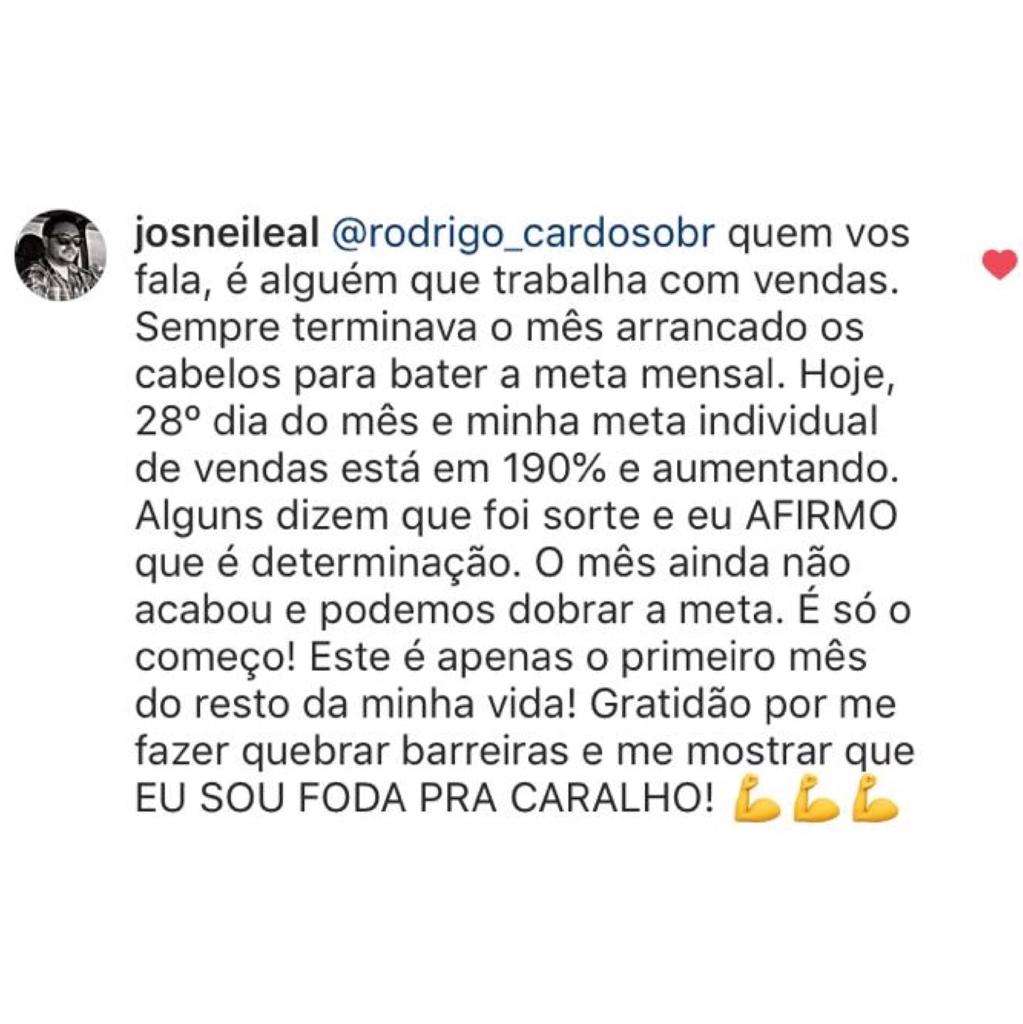 josneileal @rodrigo_cardosobr quem vos
fala, é alguém que trabalha com vendas.
Sempre terminava o mês arrancado os
cabelos para bater a meta mensal. Hoje,
28º dia do mês e minha meta individual
de vendas está em 190% e aumentando.
Alguns dizem que foi sorte e eu AFIRMO
que é determinação. O mês ainda não
acabou e podemos dobrar a meta. É só o
começo! Este é apenas o primeiro mês
do resto da minha vida! Gratidão por me
fazer quebrar barreiras e me mostrar que
EU SOU FODA PRA CARALHO! 💪💪💪